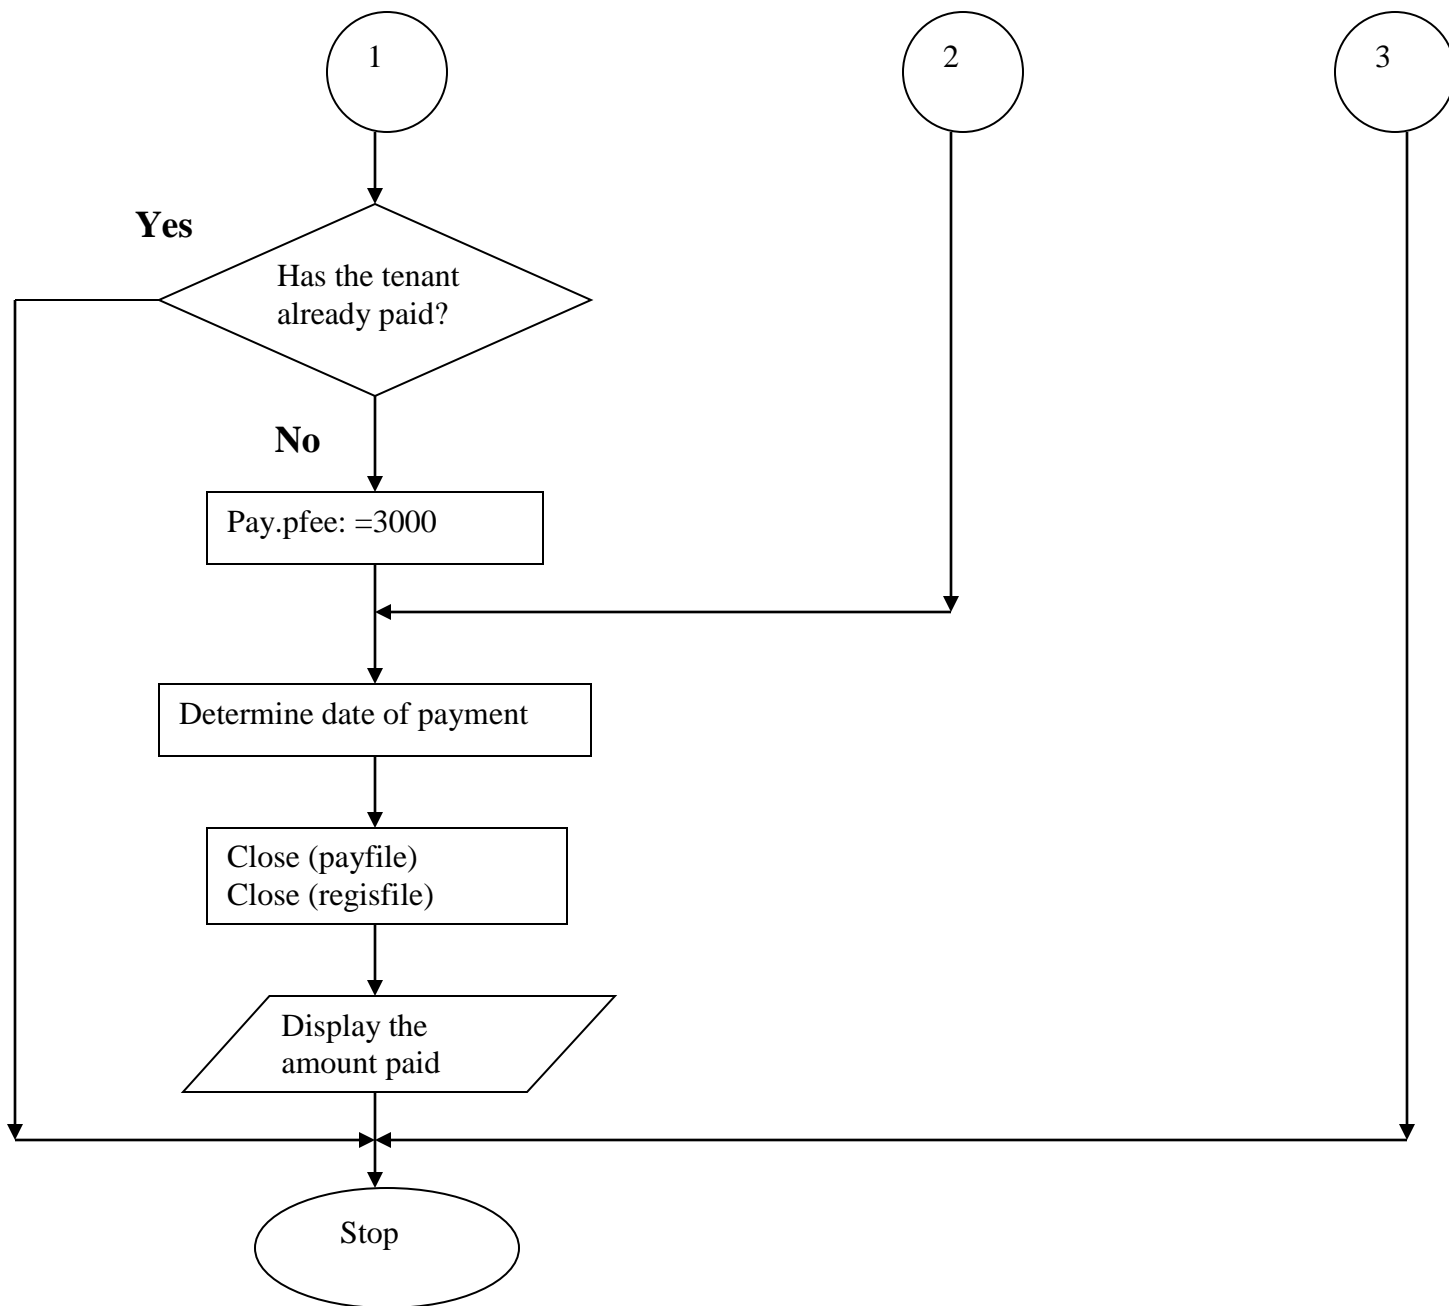 1
2
3
Yes
Has the tenant
already paid?
No
Pay.pfee: =3000
Determine date of payment
Close (payfile)
Close (regisfile)
Display the
amount paid
Stop